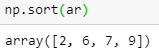 np.sort(ar)
array([2, 6, 7, 9])